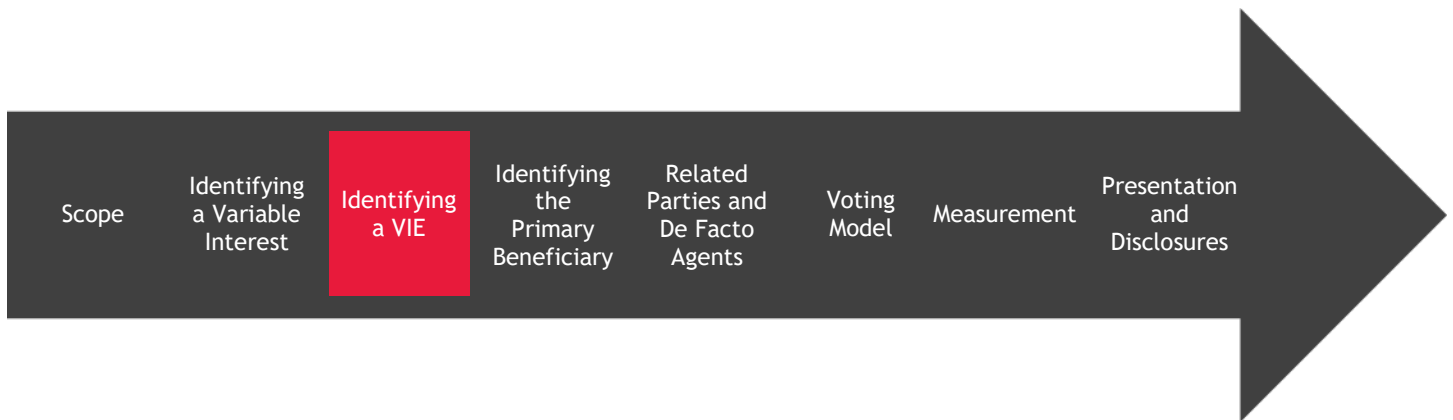 Scope
Identifying
a Variable
Interest
Identifying
a VIE
Identifying
the
Primary
Beneficiary
Related
Parties and
De Facto
Agents
Voting
Model
Measurement
Presentation
and
Disclosures